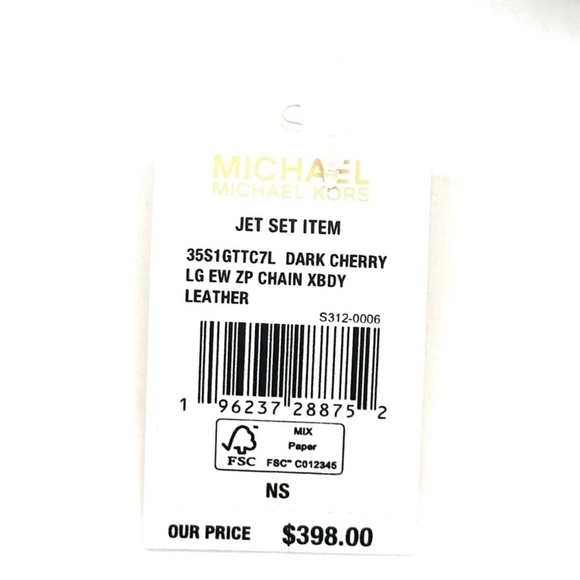 MICHAEL
MICHAEL KORS
JET SET ITEM
35S1GTTC7L DARK CHERRY
LG EW ZP CHAIN XBDY
LEATHER
S312-0006
1 96237 28875 2
FSC
MIX
Paper
FSC™ C012345
NS
OUR PRICE $398.00